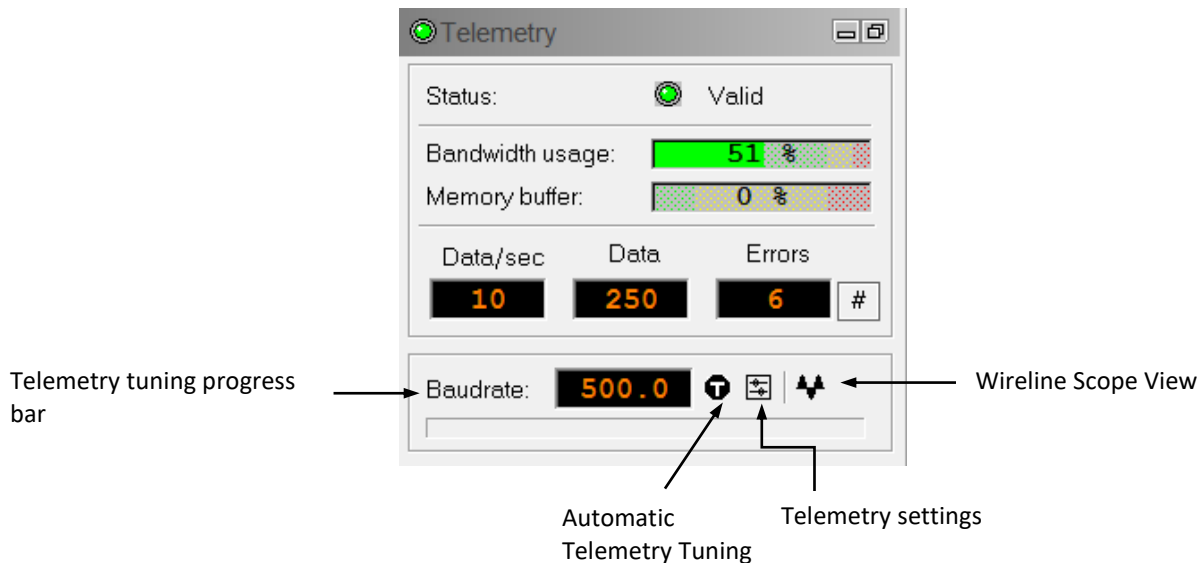 Telemetry
Status: Valid
Bandwidth usage: 51 %
Memory buffer: 0 %
Data/sec Data Errors
10 250 6 #
Telemetry tuning progress
bar
Baudrate: 500.0 T
Wireline Scope View
Automatic
Telemetry Tuning
Telemetry settings